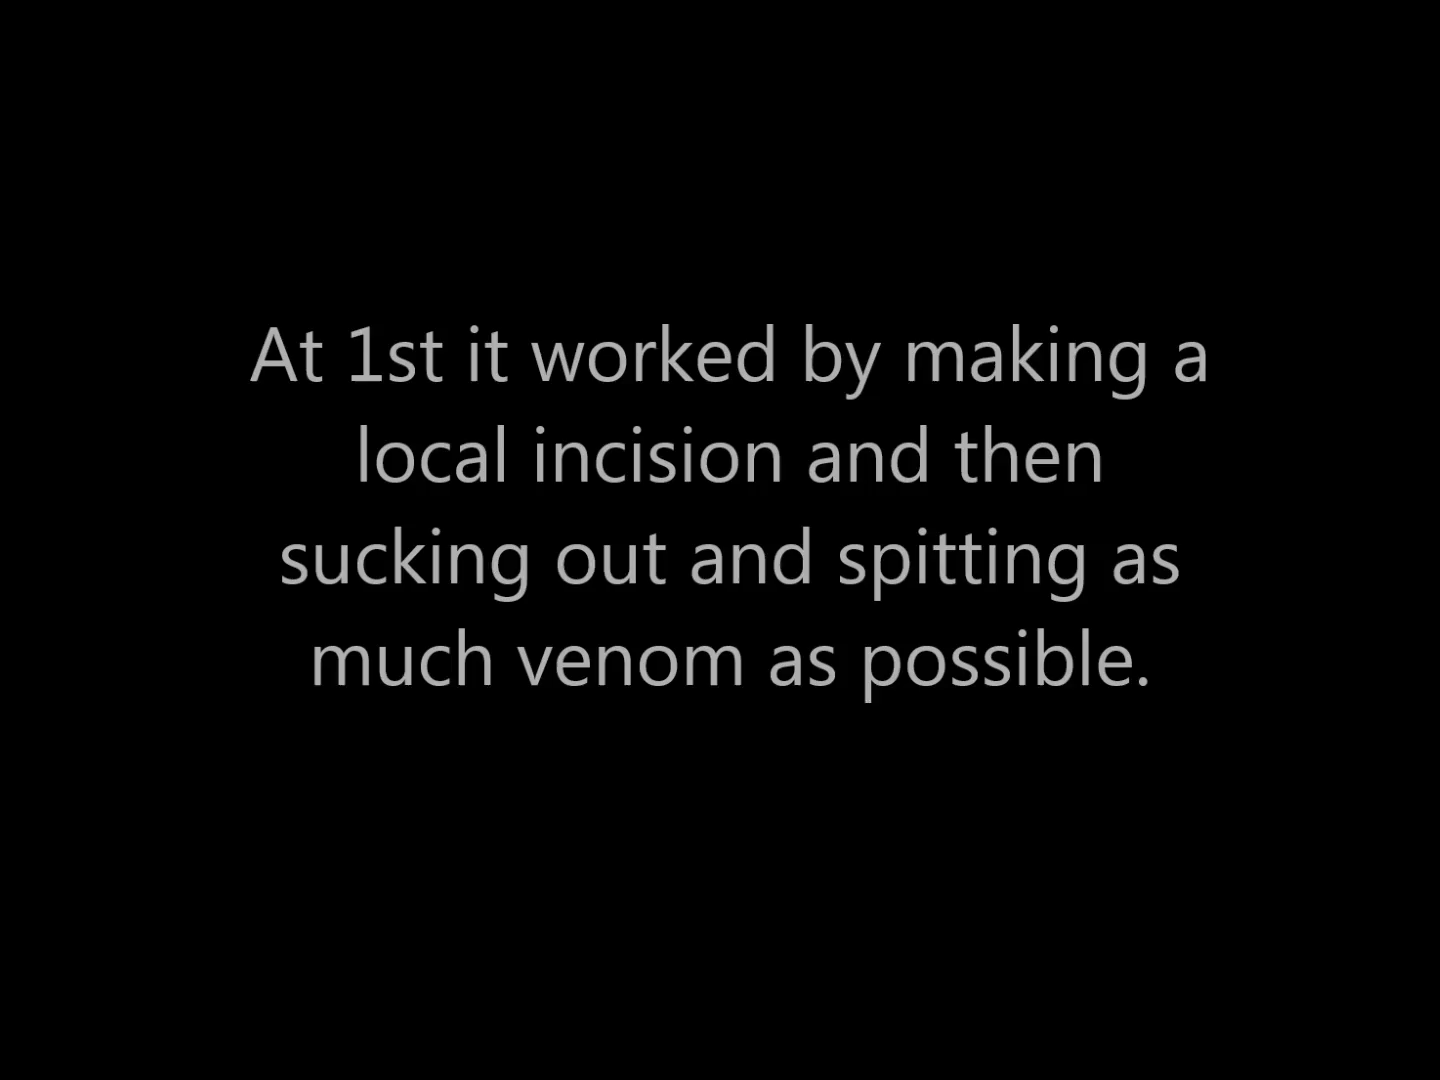 At 1st it worked by making a
local incision and then
sucking out and spitting as
much venom as possible.